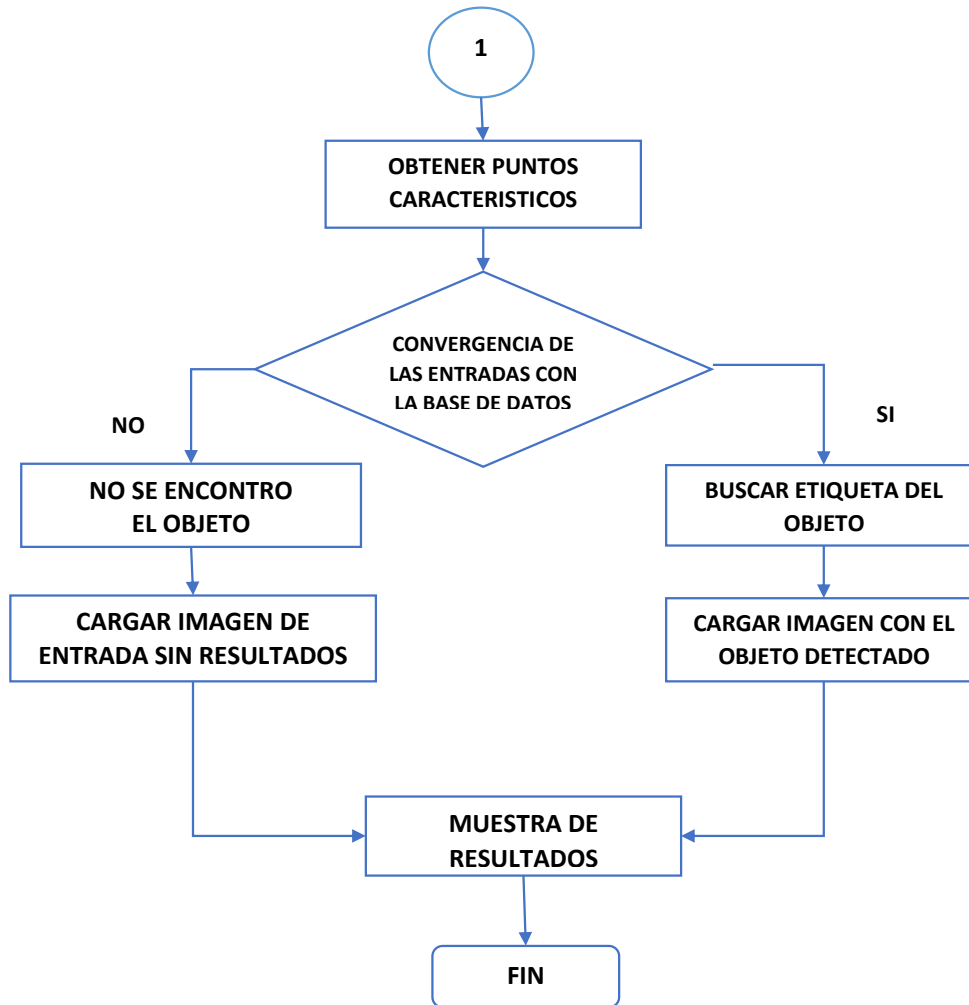 1
OBTENER PUNTOS
CARACTERISTICOS
CONVERGENCIA DE
LAS ENTRADAS CON
LA BASE DE DATOS
NO
SI
NO SE ENCONTRO
EL OBJETO
BUSCAR ETIQUETA DEL
OBJETO
CARGAR IMAGEN DE
ENTRADA SIN RESULTADOS
CARGAR IMAGEN CON EL
OBJETO DETECTADO
MUESTRA DE
RESULTADOS
FIN